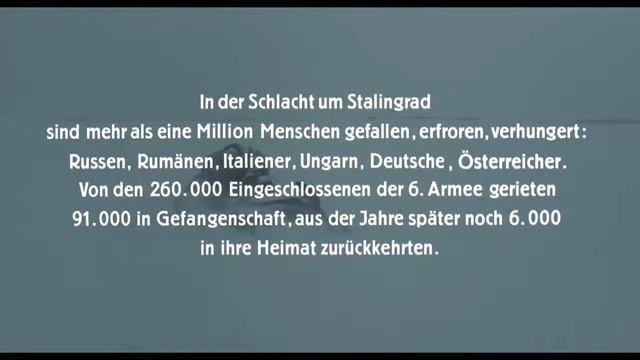 In der Schlacht um Stalingrad
sind mehr als eine Million Menschen gefallen, erfroren, verhungert:
Russen, Rumänen, Italiener, Ungarn, Deutsche, Österreicher.
Von den 260.000 Eingeschlossenen der 6. Armee gerieten
91.000 in Gefangenschaft, aus der Jahre später noch 6.000
in ihre Heimat zurückkehrten.